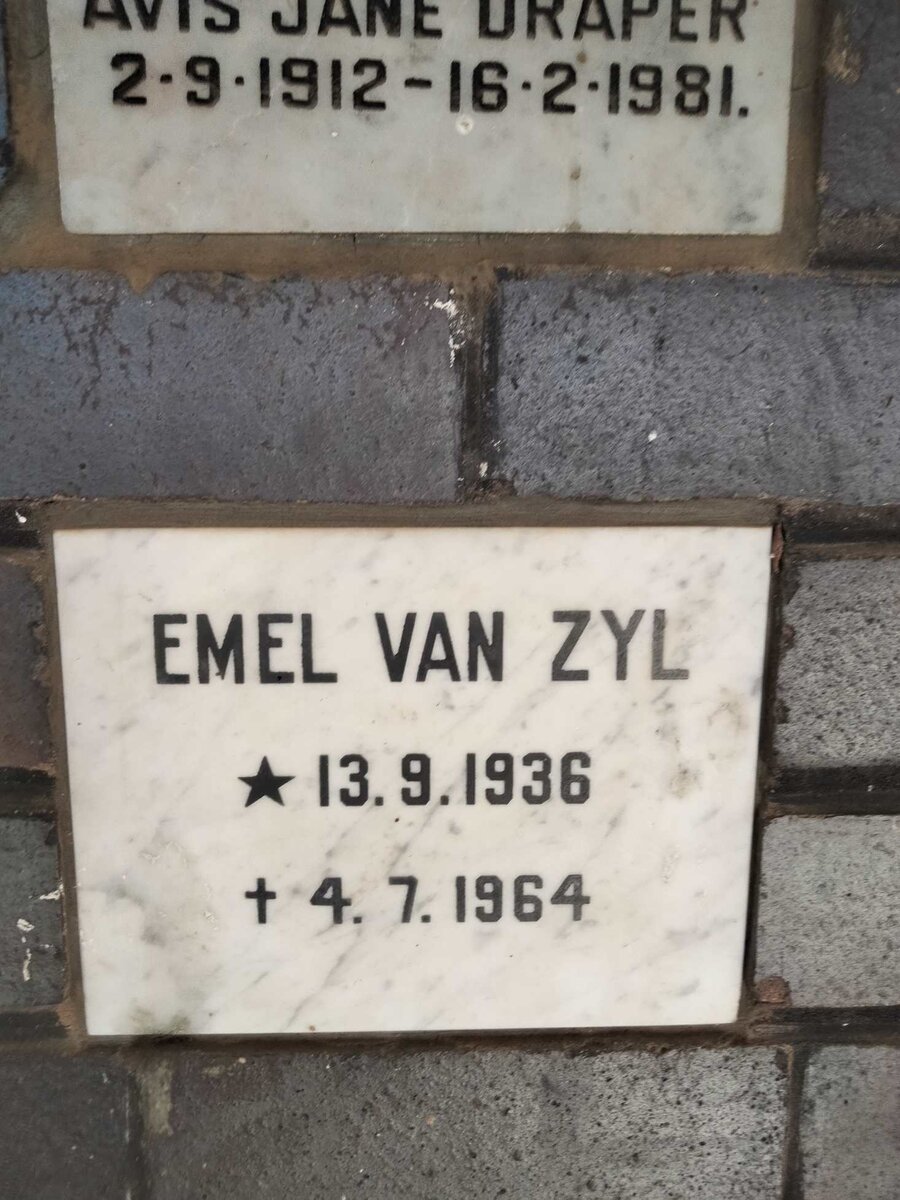 AVIS JANE DRAPER
2·9·1912–16·2·1981.
EMEL VAN ZYL
★ 13.9.1936
✝ 4.7.1964